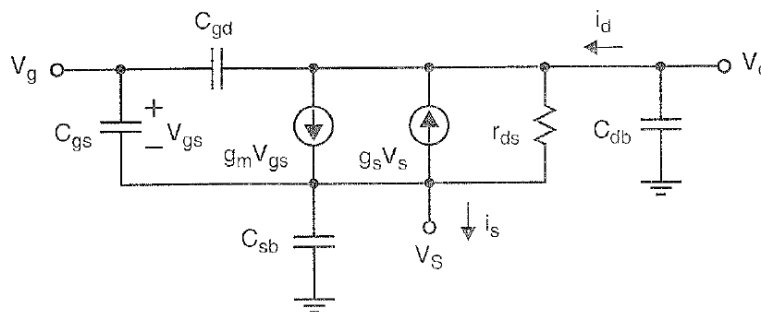 C_gd
i_d
V_g
V_d
C_gs
+
–
V_gs
g_mV_gs
g_sV_s
r_ds
C_db
C_sb
V_S
i_s